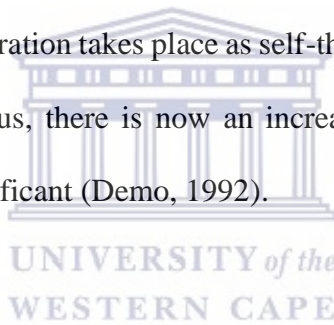 ration takes place as self-th
us, there is now an increa
ficant (Demo, 1992).
UNIVERSITY of the
WESTERN CAPE